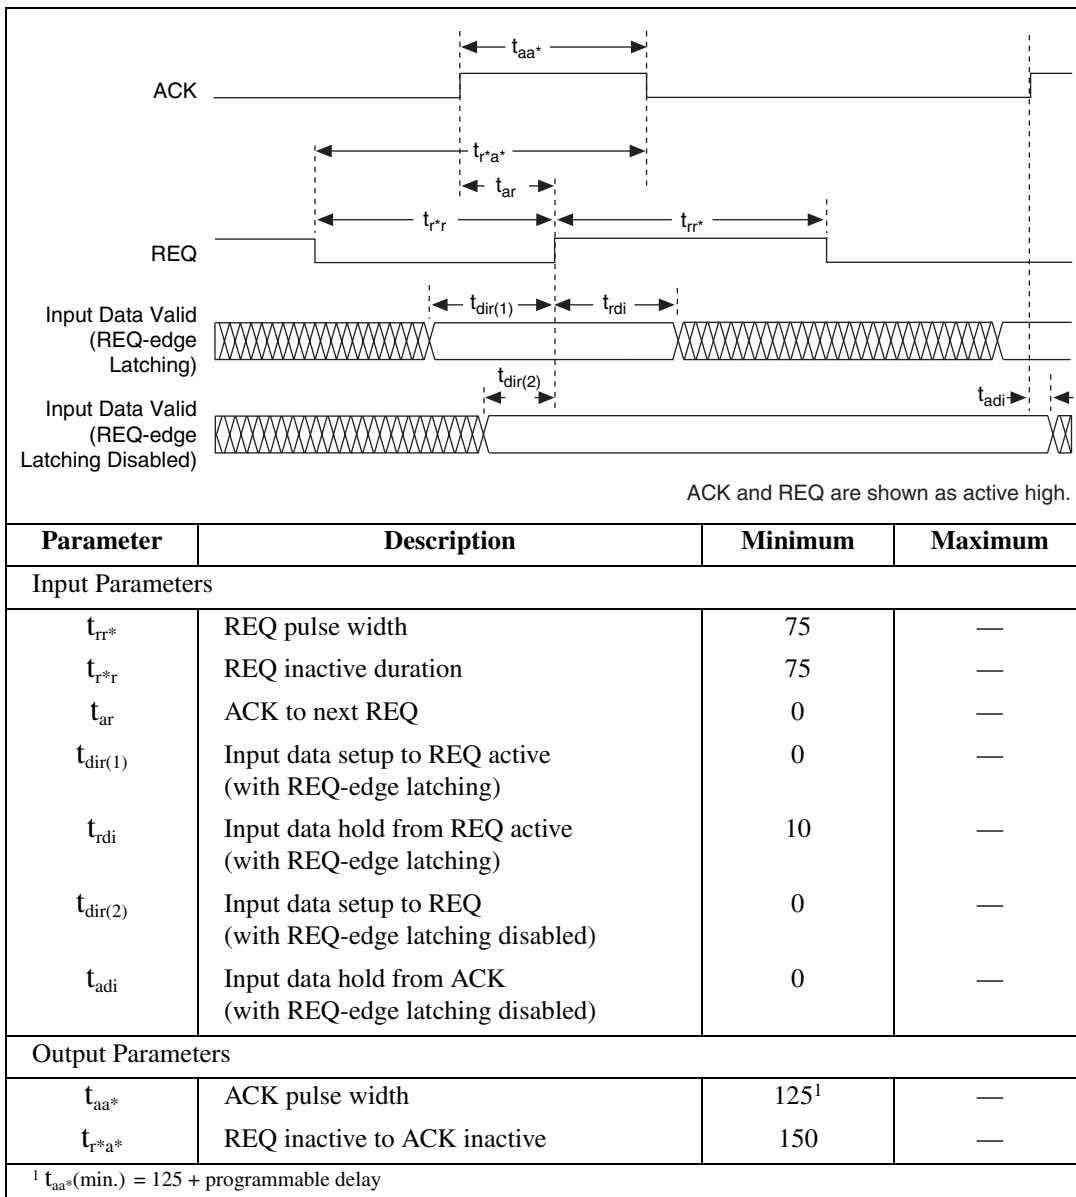 t_aa*
ACK
t_r*a*
t_ar
t_r*r
t_rr*
REQ
t_dir(1)
t_rdi
Input Data Valid
(REQ-edge
Latching)
t_dir(2)
t_adi
Input Data Valid
(REQ-edge
Latching Disabled)
ACK and REQ are shown as active high.
Parameter Description Minimum Maximum
Input Parameters
t_rr* REQ pulse width 75 —
t_r*r REQ inactive duration 75 —
t_ar ACK to next REQ 0 —
t_dir(1) Input data setup to REQ active 0 —
(with REQ-edge latching)
t_rdi Input data hold from REQ active 10 —
(with REQ-edge latching)
t_dir(2) Input data setup to REQ 0 —
(with REQ-edge latching disabled)
t_adi Input data hold from ACK 0 —
(with REQ-edge latching disabled)
Output Parameters
t_aa* ACK pulse width 125¹ —
t_r*a* REQ inactive to ACK inactive 150 —
¹ t_aa*(min.) = 125 + programmable delay